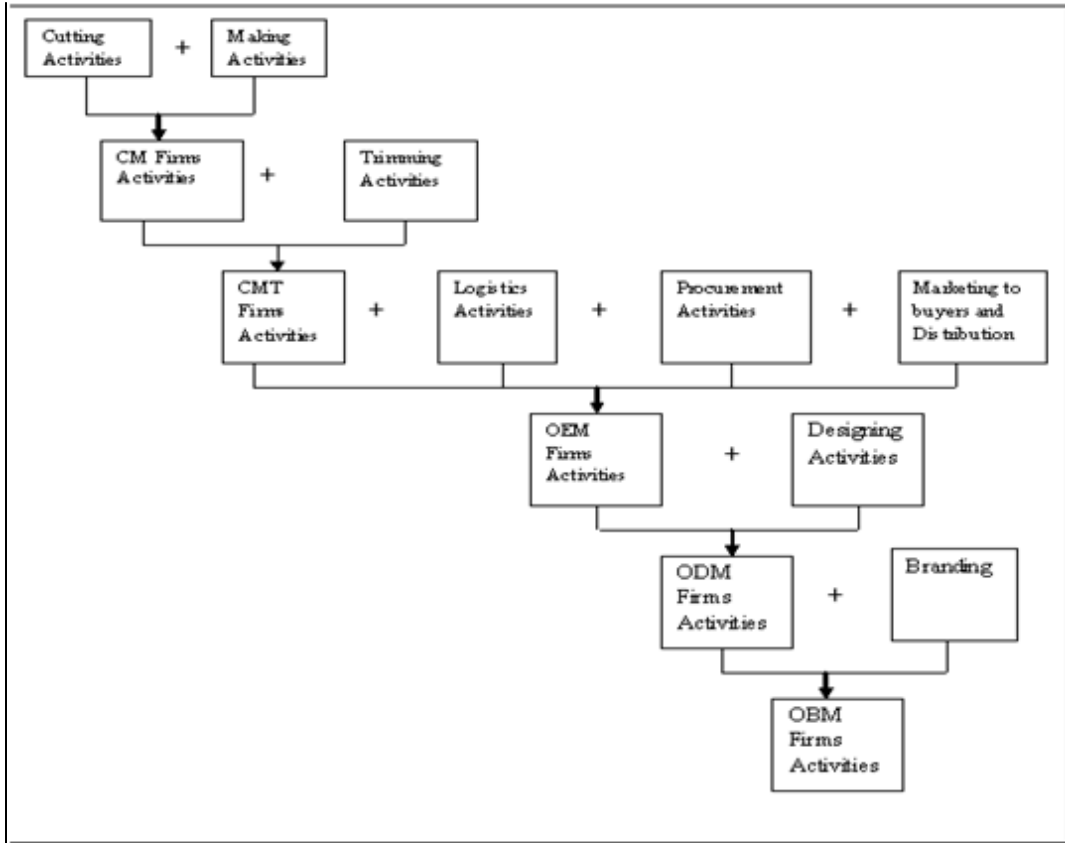 Cutting
Activities
+
Making
Activities
CM Firms
Activities
+
Trimming
Activities
CMT
Firms
Activities
+
Logistics
Activities
+
Procurement
Activities
+
Marketing to
buyers and
Distribution
OEM
Firms
Activities
+
Designing
Activities
ODM
Firms
Activities
+
Branding
OBM
Firms
Activities